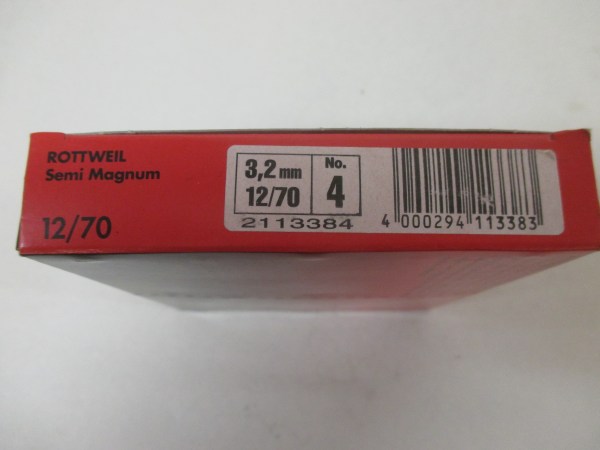 ROTTWEIL
Semi Magnum
12/70
3,2 mm
12/70
No.
4
2113384
4 000294 113383